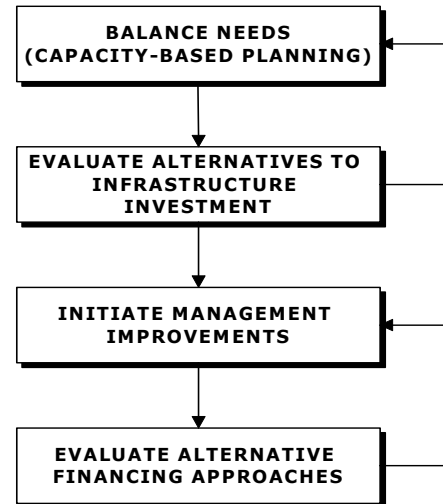 BALANCE NEEDS
(CAPACITY-BASED PLANNING)
EVALUATE ALTERNATIVES TO
INFRASTRUCTURE
INVESTMENT
INITIATE MANAGEMENT
IMPROVEMENTS
EVALUATE ALTERNATIVE
FINANCING APPROACHES